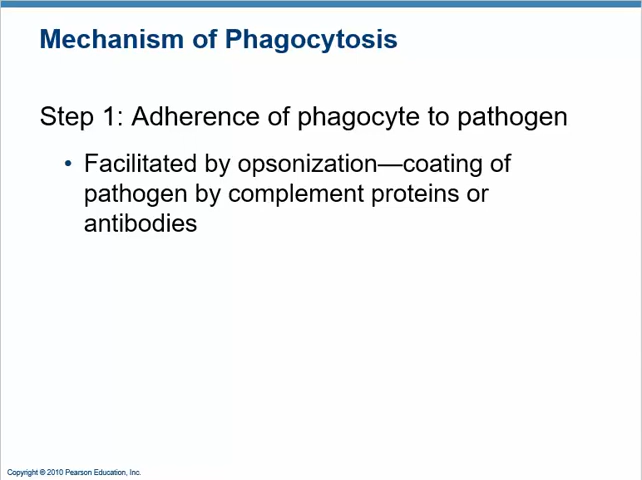 Mechanism of Phagocytosis
Step 1: Adherence of phagocyte to pathogen
• Facilitated by opsonization—coating of
pathogen by complement proteins or
antibodies
Copyright © 2010 Pearson Education, Inc.